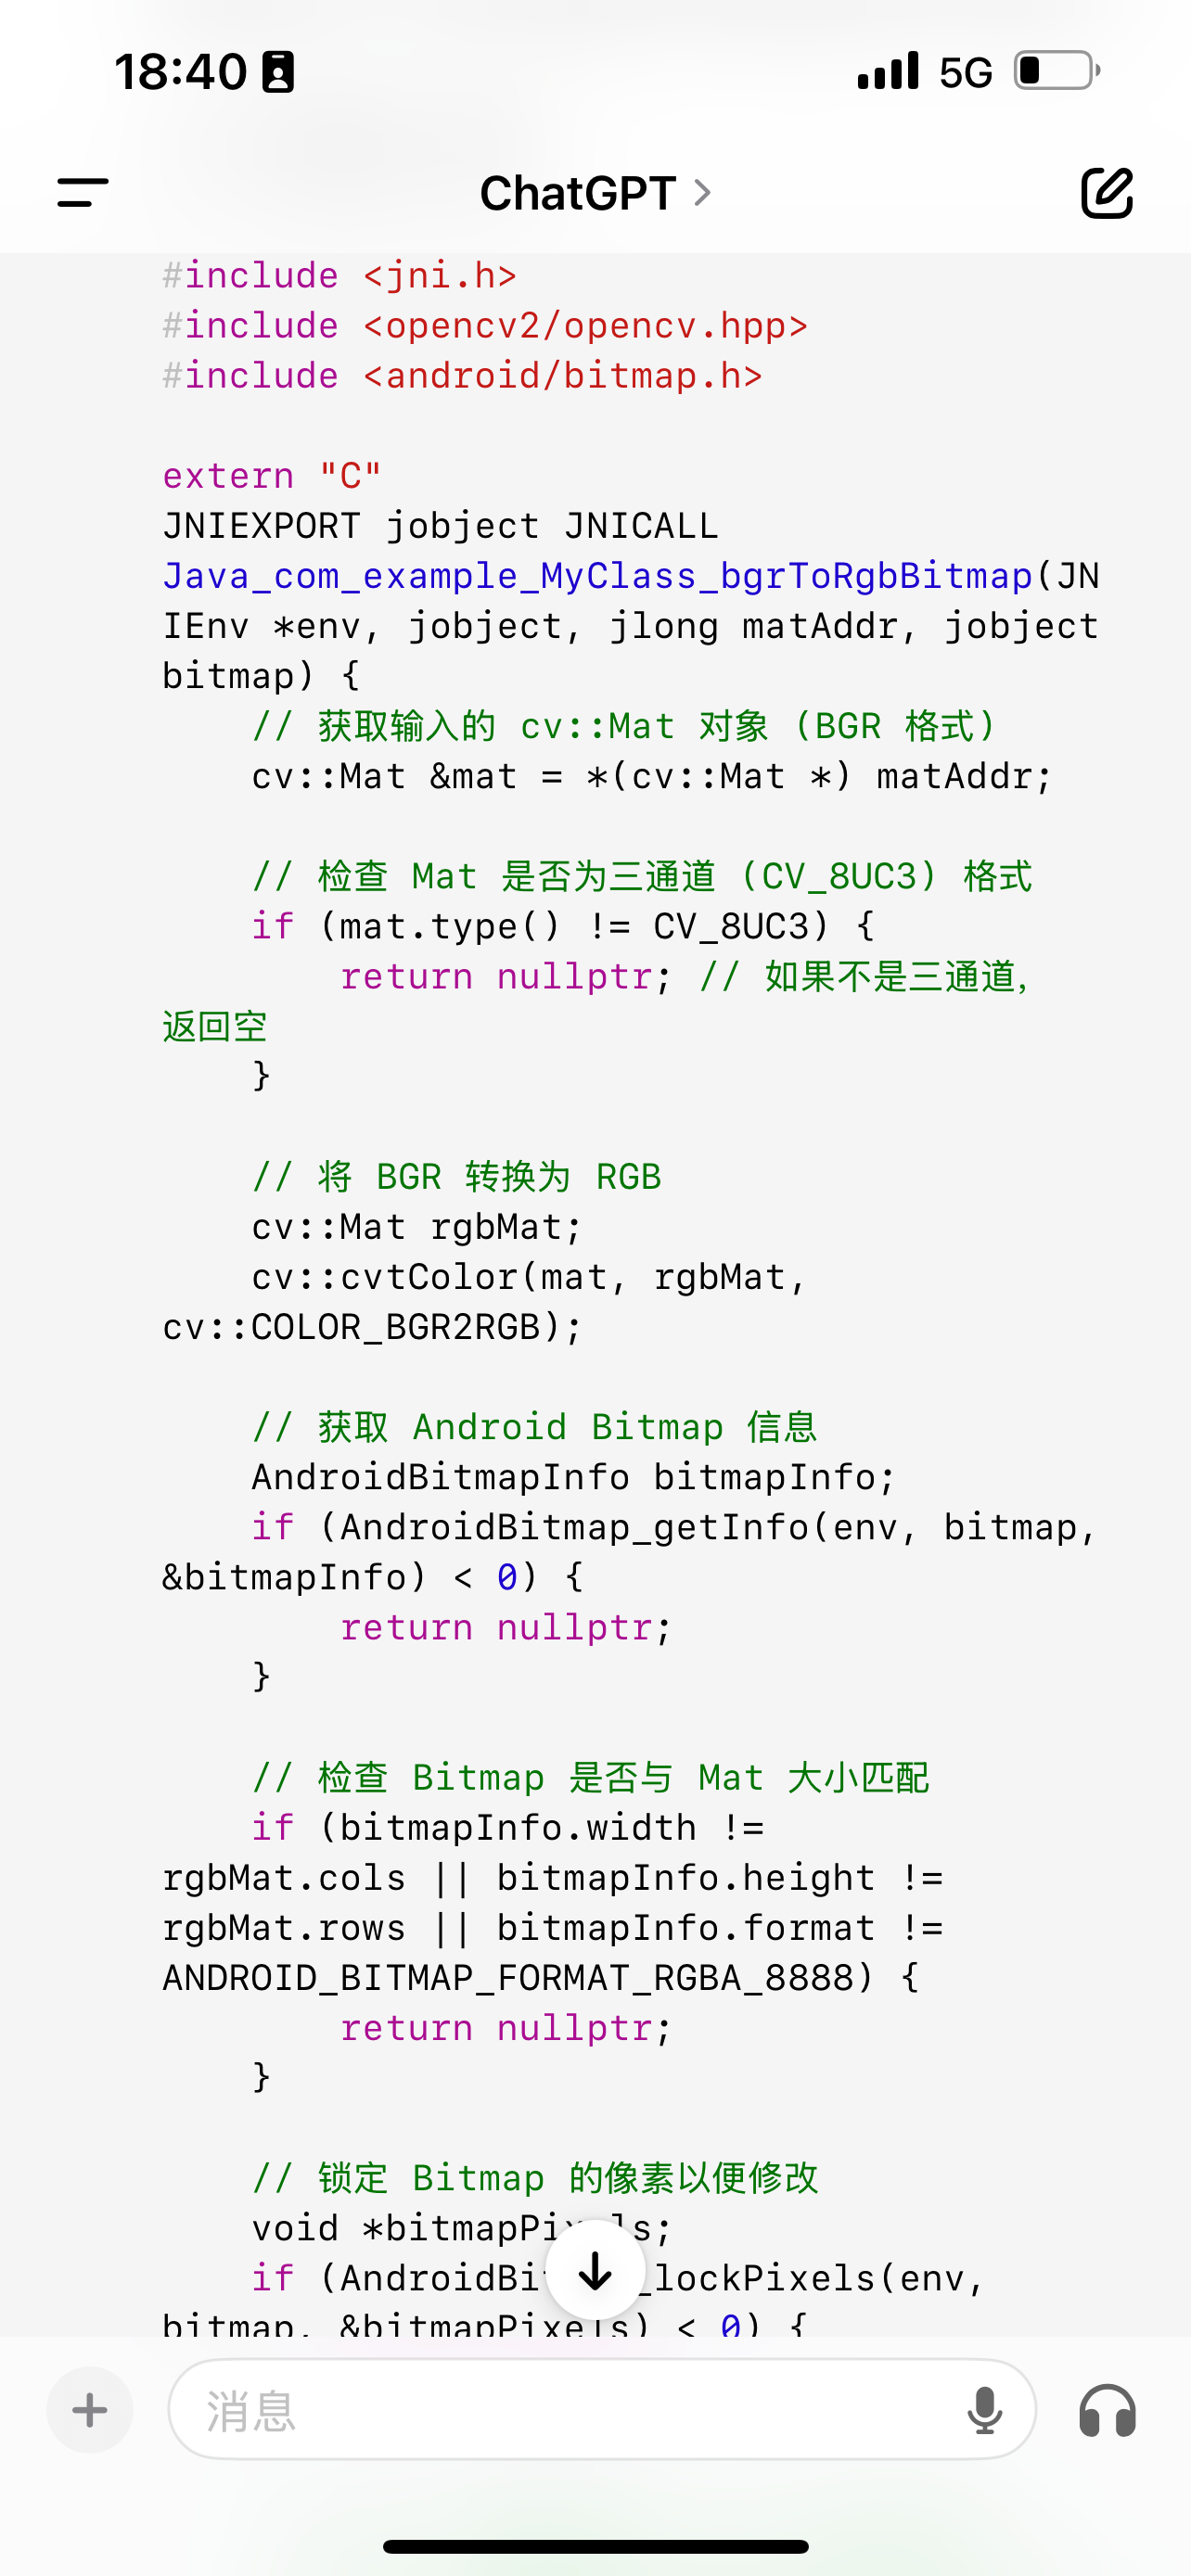 18:40
5G
ChatGPT
#include <jni.h>
#include <opencv2/opencv.hpp>
#include <android/bitmap.h>
extern "C"
JNIEXPORT jobject JNICALL
Java_com_example_MyClass_bgrToRgbBitmap(JN
IEnv *env, jobject, jlong matAddr, jobject
bitmap) {
    // 获取输入的 cv::Mat 对象 (BGR 格式)
    cv::Mat &mat = *(cv::Mat *) matAddr;
    // 检查 Mat 是否为三通道 (CV_8UC3) 格式
    if (mat.type() != CV_8UC3) {
        return nullptr; // 如果不是三通道,
返回空
    }
    // 将 BGR 转换为 RGB
    cv::Mat rgbMat;
    cv::cvtColor(mat, rgbMat,
cv::COLOR_BGR2RGB);
    // 获取 Android Bitmap 信息
    AndroidBitmapInfo bitmapInfo;
    if (AndroidBitmap_getInfo(env, bitmap,
&bitmapInfo) < 0) {
        return nullptr;
    }
    // 检查 Bitmap 是否与 Mat 大小匹配
    if (bitmapInfo.width !=
rgbMat.cols || bitmapInfo.height !=
rgbMat.rows || bitmapInfo.format !=
ANDROID_BITMAP_FORMAT_RGBA_8888) {
        return nullptr;
    }
    // 锁定 Bitmap 的像素以便修改
    void *bitmapPixels;
    if (AndroidBi_lockPixels(env,
bitmap, &bitmapPixels) < 0) {
消息